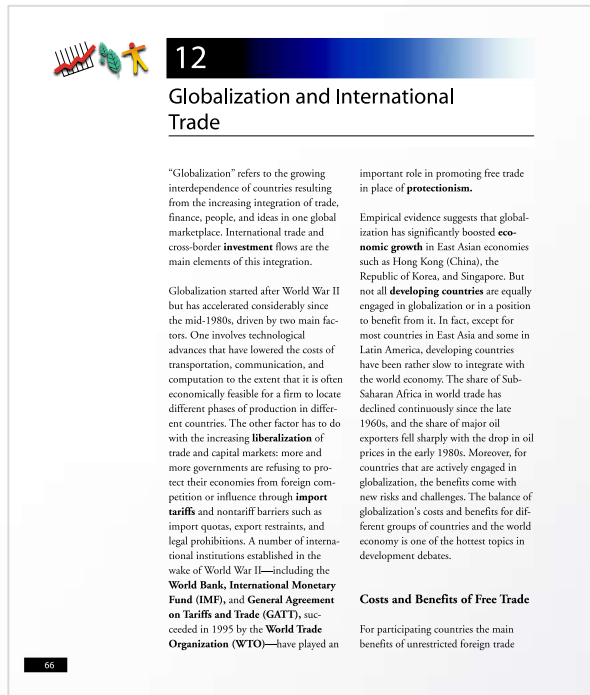 12
Globalization and International
Trade
“Globalization” refers to the growing
interdependence of countries resulting
from the increasing integration of trade,
finance, people, and ideas in one global
marketplace. International trade and
cross-border investment flows are the
main elements of this integration.
Globalization started after World War II
but has accelerated considerably since
the mid-1980s, driven by two main fac-
tors. One involves technological
advances that have lowered the costs of
transportation, communication, and
computation to the extent that it is often
economically feasible for a firm to locate
different phases of production in differ-
ent countries. The other factor has to do
with the increasing liberalization of
trade and capital markets: more and
more governments are refusing to pro-
tect their economies from foreign com-
petition or influence through import
tariffs and nontariff barriers such as
import quotas, export restraints, and
legal prohibitions. A number of interna-
tional institutions established in the
wake of World War II—including the
World Bank, International Monetary
Fund (IMF), and General Agreement
on Tariffs and Trade (GATT), suc-
ceeded in 1995 by the World Trade
Organization (WTO)—have played an
important role in promoting free trade
in place of protectionism.
Empirical evidence suggests that global-
ization has significantly boosted eco-
nomic growth in East Asian economies
such as Hong Kong (China), the
Republic of Korea, and Singapore. But
not all developing countries are equally
engaged in globalization or in a position
to benefit from it. In fact, except for
most countries in East Asia and some in
Latin America, developing countries
have been rather slow to integrate with
the world economy. The share of Sub-
Saharan Africa in world trade has
declined continuously since the late
1960s, and the share of major oil
exporters fell sharply with the drop in oil
prices in the early 1980s. Moreover, for
countries that are actively engaged in
globalization, the benefits come with
new risks and challenges. The balance of
globalization's costs and benefits for dif-
ferent groups of countries and the world
economy is one of the hottest topics in
development debates.
Costs and Benefits of Free Trade
For participating countries the main
benefits of unrestricted foreign trade
66